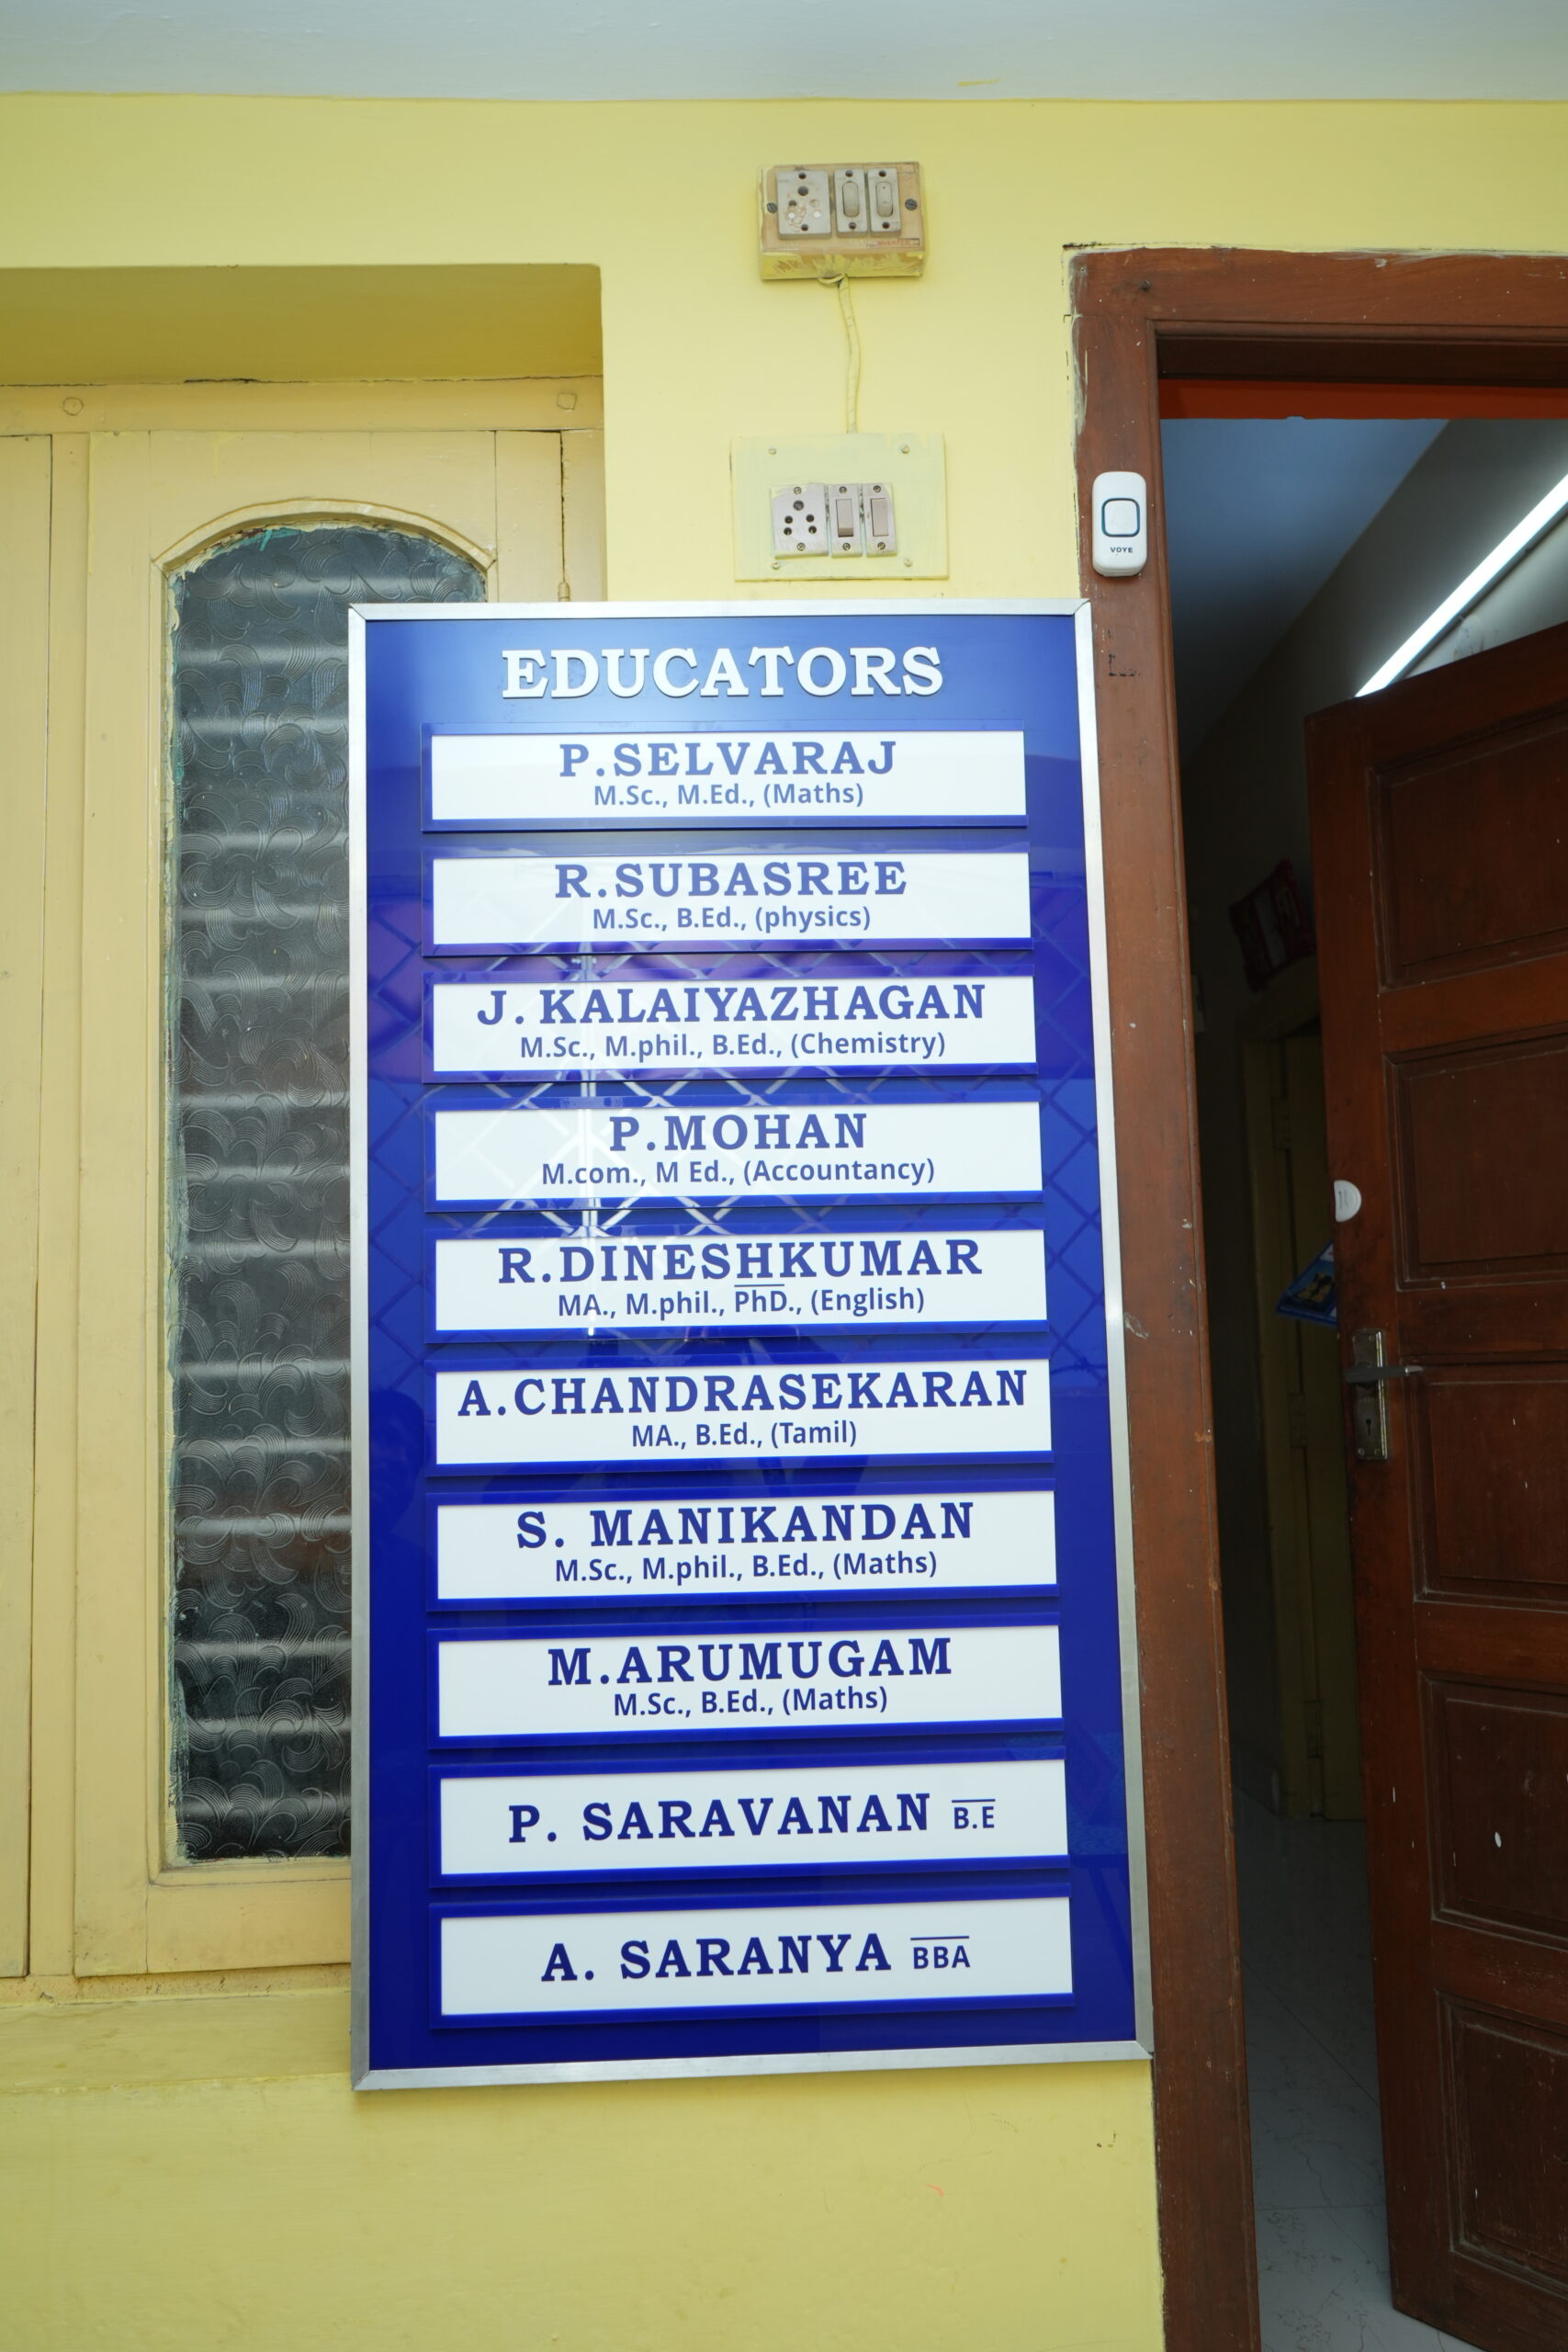 VOYE
EDUCATORS
P.SELVARAJ
M.Sc., M.Ed., (Maths)
R.SUBASREE
M.Sc., B.Ed., (physics)
J. KALAIYAZHAGAN
M.Sc., M.phil., B.Ed., (Chemistry)
P.MOHAN
M.com., M Ed., (Accountancy)
R.DINESHKUMAR
MA., M.phil., PhD., (English)
A.CHANDRASEKARAN
MA., B.Ed., (Tamil)
S. MANIKANDAN
M.Sc., M.phil., B.Ed., (Maths)
M.ARUMUGAM
M.Sc., B.Ed., (Maths)
P. SARAVANAN B.E
A. SARANYA BBA